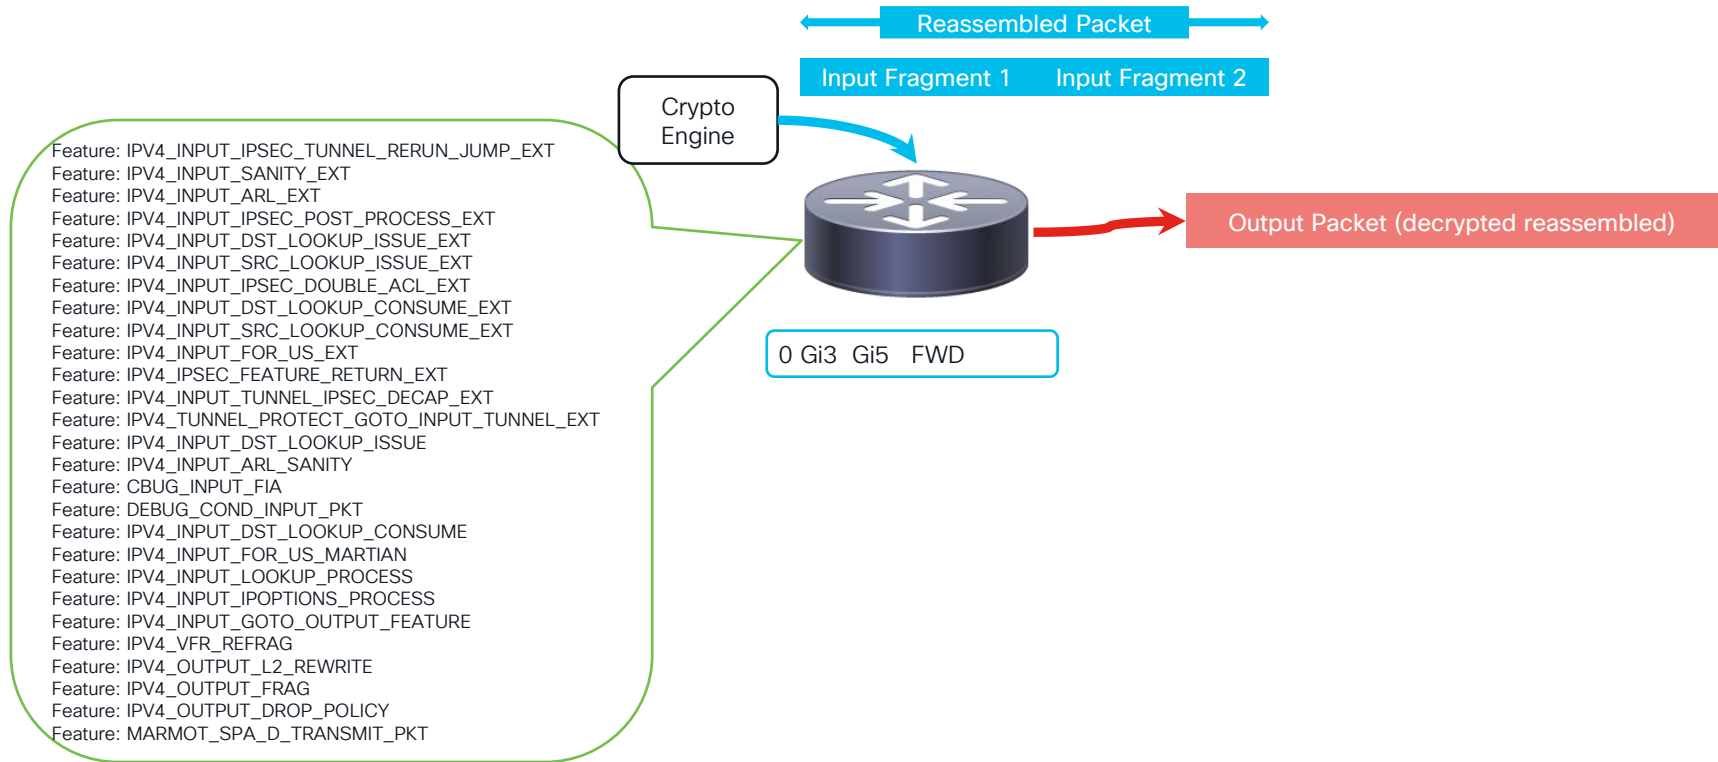 Reassembled Packet
Input Fragment 1 Input Fragment 2
Crypto
Engine
Feature: IPV4_INPUT_IPSEC_TUNNEL_RERUN_JUMP_EXT
Feature: IPV4_INPUT_SANITY_EXT
Feature: IPV4_INPUT_ARL_EXT
Feature: IPV4_INPUT_IPSEC_POST_PROCESS_EXT
Feature: IPV4_INPUT_DST_LOOKUP_ISSUE_EXT
Feature: IPV4_INPUT_SRC_LOOKUP_ISSUE_EXT
Feature: IPV4_INPUT_IPSEC_DOUBLE_ACL_EXT
Feature: IPV4_INPUT_DST_LOOKUP_CONSUME_EXT
Feature: IPV4_INPUT_SRC_LOOKUP_CONSUME_EXT
Feature: IPV4_INPUT_FOR_US_EXT
Feature: IPV4_IPSEC_FEATURE_RETURN_EXT
Feature: IPV4_INPUT_TUNNEL_IPSEC_DECAP_EXT
Feature: IPV4_TUNNEL_PROTECT_GOTO_INPUT_TUNNEL_EXT
Feature: IPV4_INPUT_DST_LOOKUP_ISSUE
Feature: IPV4_INPUT_ARL_SANITY
Feature: CBUG_INPUT_FIA
Feature: DEBUG_COND_INPUT_PKT
Feature: IPV4_INPUT_DST_LOOKUP_CONSUME
Feature: IPV4_INPUT_FOR_US_MARTIAN
Feature: IPV4_INPUT_LOOKUP_PROCESS
Feature: IPV4_INPUT_IPOPTIONS_PROCESS
Feature: IPV4_INPUT_GOTO_OUTPUT_FEATURE
Feature: IPV4_VFR_REFRAG
Feature: IPV4_OUTPUT_L2_REWRITE
Feature: IPV4_OUTPUT_FRAG
Feature: IPV4_OUTPUT_DROP_POLICY
Feature: MARMOT_SPA_D_TRANSMIT_PKT
Output Packet (decrypted reassembled)
0 Gi3 Gi5 FWD